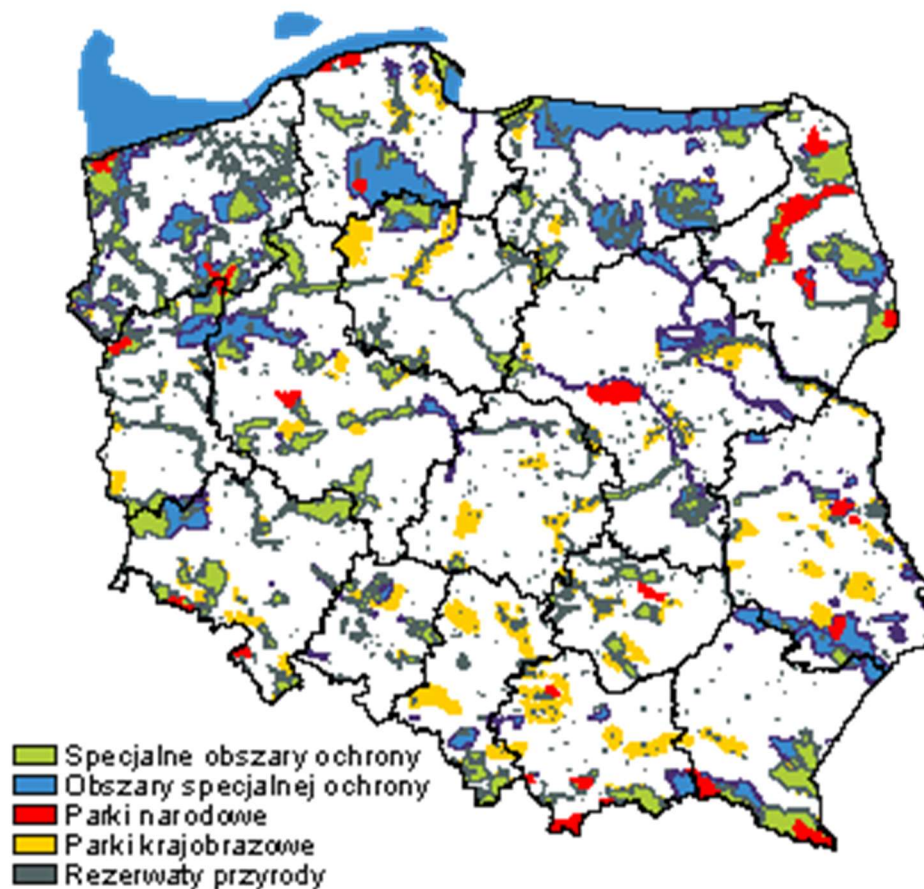 Specjalne obszary ochrony
Obszary specjalnej ochrony
Parki narodowe
Parki krajobrazowe
Rezerwaty przyrody